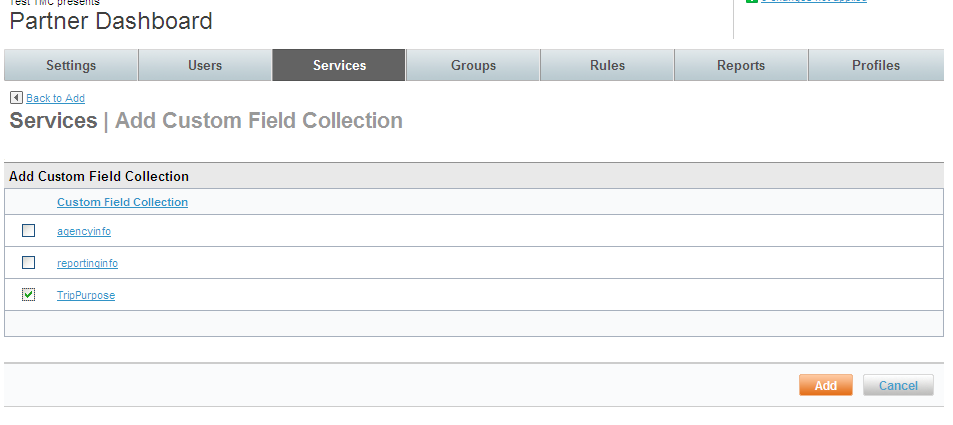 Test TMC presents
Partner Dashboard
Settings Users Services Groups Rules Reports Profiles
Back to Add
Services | Add Custom Field Collection
Add Custom Field Collection
Custom Field Collection
agencyinfo
reportinginfo
TripPurpose
Add Cancel